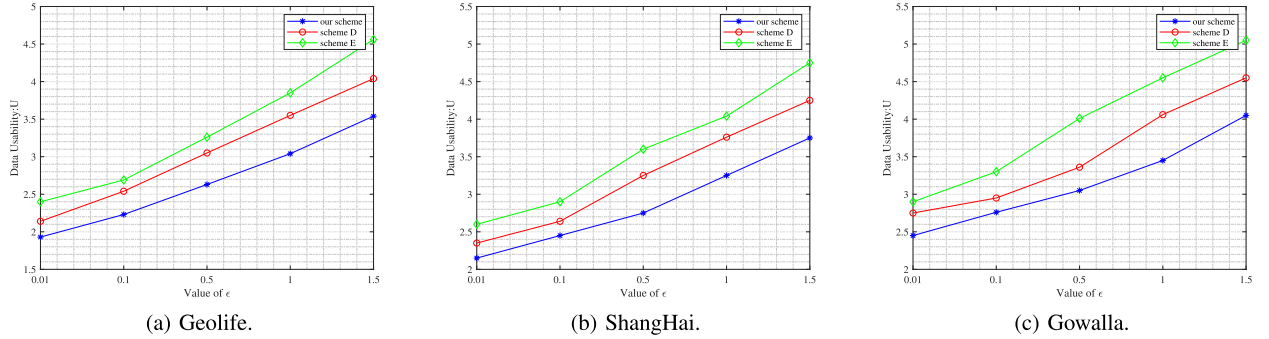 5
4.5
4
3.5
3
2.5
2
1.5
Data Usability:U
0.01 0.1 0.5 1 1.5
Value of ϵ
our scheme
scheme D
scheme E
(a) Geolife.
5.5
5
4.5
4
3.5
3
2.5
2
Data Usability:U
0.01 0.1 0.5 1 1.5
Value of ϵ
our scheme
scheme D
scheme E
(b) ShangHai.
5.5
5
4.5
4
3.5
3
2.5
2
Data Usability:U
0.01 0.1 0.5 1 1.5
Value of ϵ
our scheme
scheme D
scheme E
(c) Gowalla.